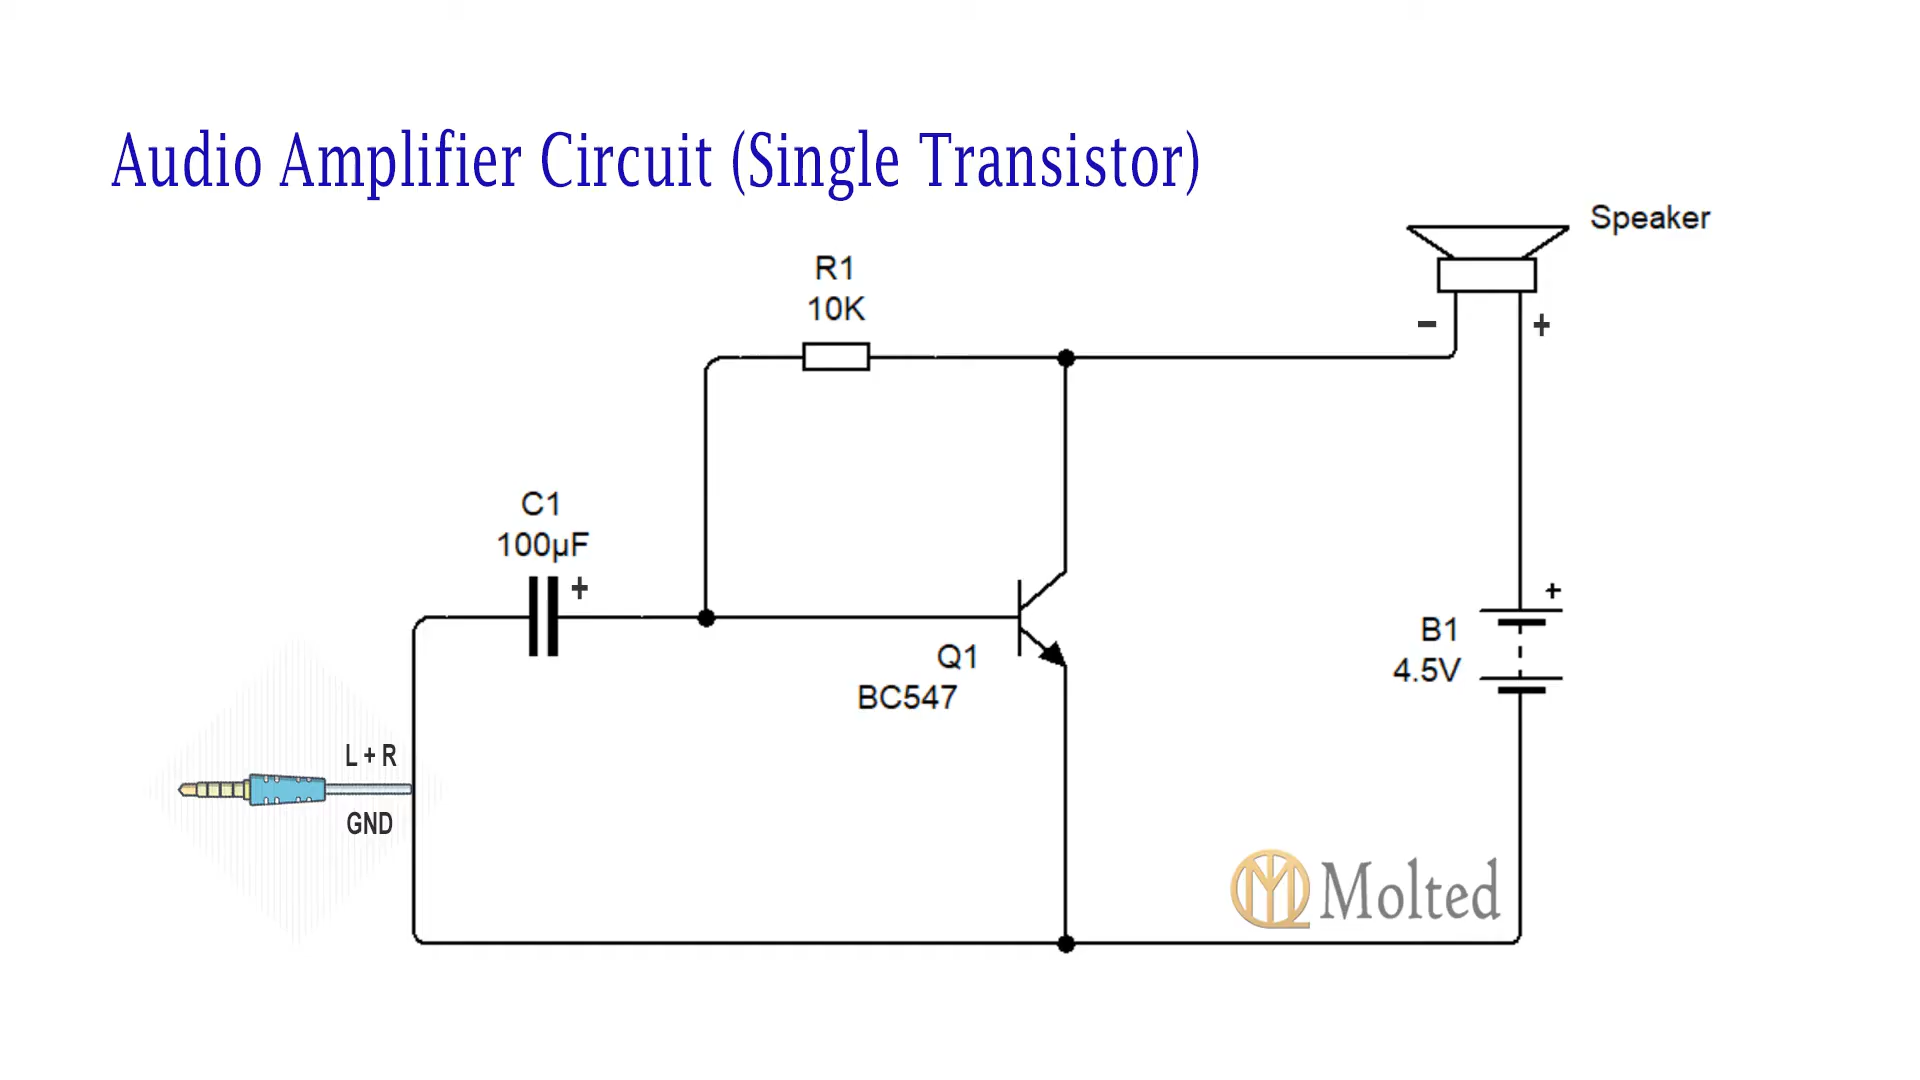 Audio Amplifier Circuit (Single Transistor)
Speaker
R1
10K
−
+
C1
100µF
+
+
B1
4.5V
Q1
BC547
L + R
GND
Molted